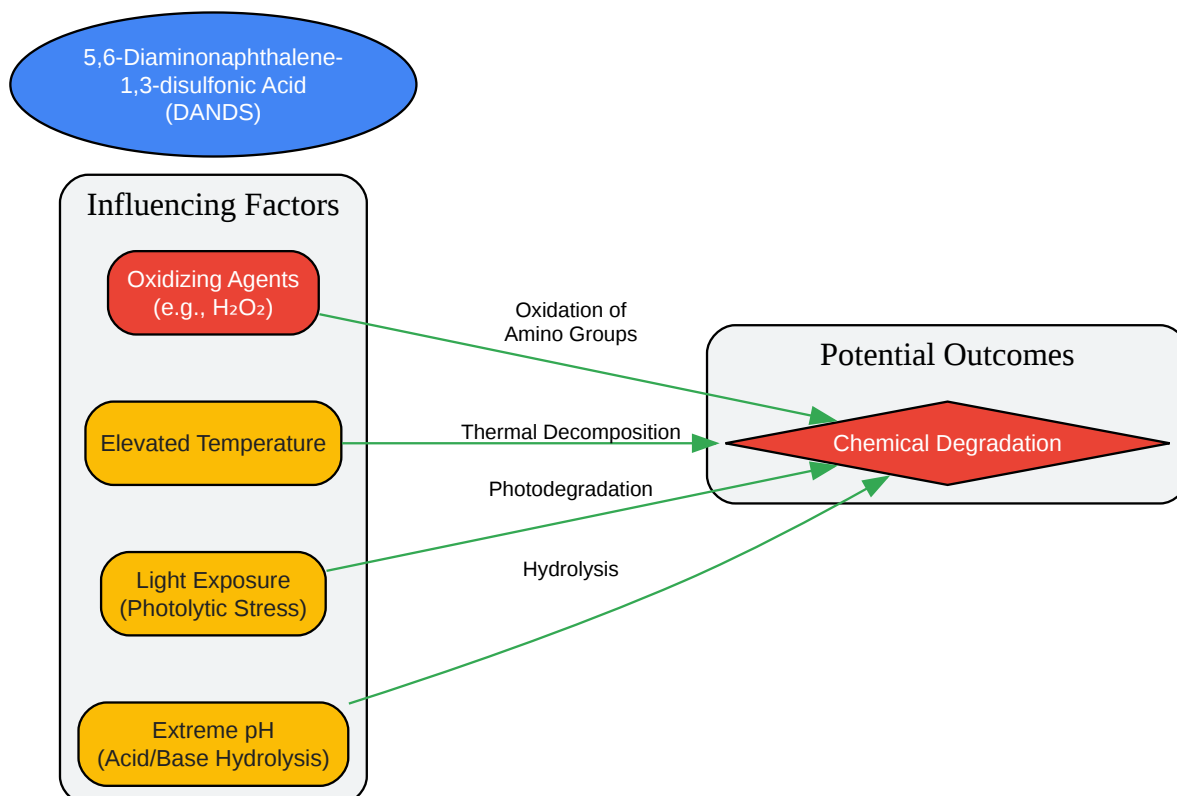 5,6-Diaminonaphthalene-
1,3-disulfonic Acid
(DANDS)
Influencing Factors
Oxidizing Agents
(e.g., H₂O₂)
Elevated Temperature
Light Exposure
(Photolytic Stress)
Extreme pH
(Acid/Base Hydrolysis)
Oxidation of
Amino Groups
Thermal Decomposition
Photodegradation
Hydrolysis
Potential Outcomes
Chemical Degradation